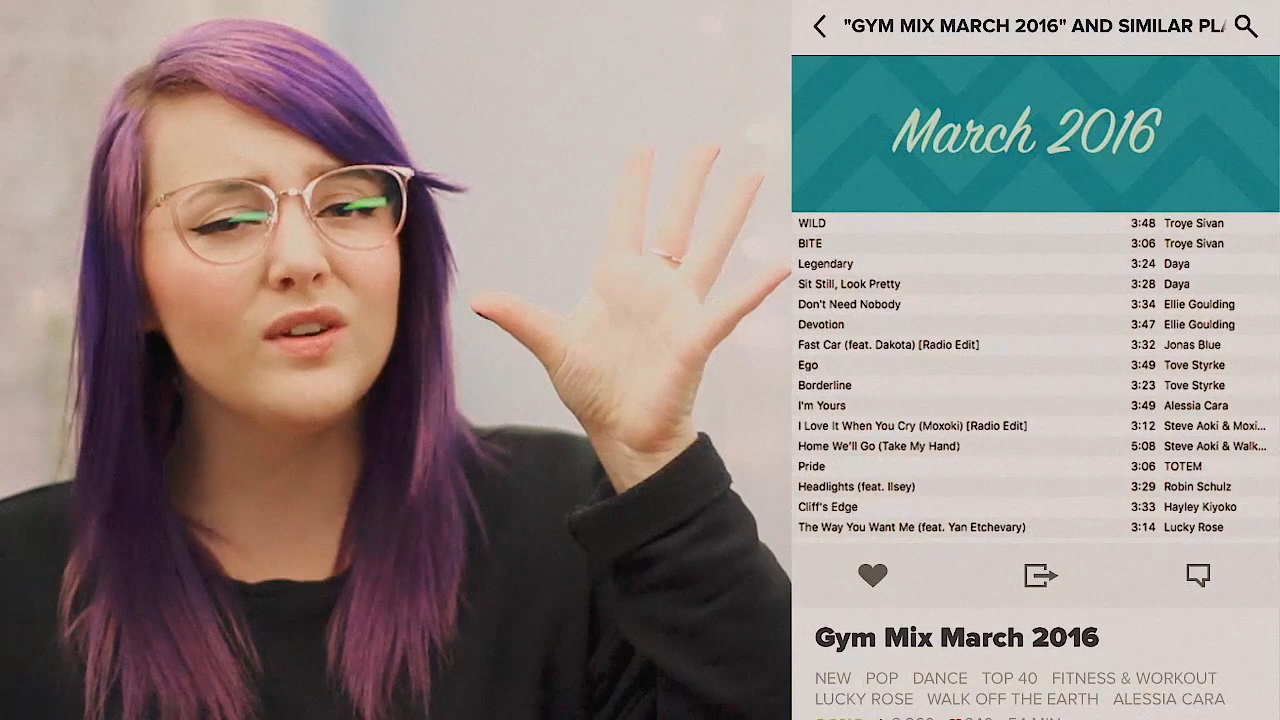 "GYM MIX MARCH 2016" AND SIMILAR PLA
March 2016
WILD 3:48 Troye Sivan
BITE 3:06 Troye Sivan
Legendary 3:24 Daya
Sit Still, Look Pretty 3:28 Daya
Don't Need Nobody 3:34 Ellie Goulding
Devotion 3:47 Ellie Goulding
Fast Car (feat. Dakota) [Radio Edit] 3:32 Jonas Blue
Ego 3:49 Tove Styrke
Borderline 3:23 Tove Styrke
I'm Yours 3:49 Alessia Cara
I Love It When You Cry (Moxoki) [Radio Edit] 3:12 Steve Aoki & Moxi...
Home We'll Go (Take My Hand) 5:08 Steve Aoki & Walk...
Pride 3:06 TOTEM
Headlights (feat. Ilsey) 3:29 Robin Schulz
Cliff's Edge 3:33 Hayley Kiyoko
The Way You Want Me (feat. Yan Etchevary) 3:14 Lucky Rose
Gym Mix March 2016
NEW POP DANCE TOP 40 FITNESS & WORKOUT
LUCKY ROSE WALK OFF THE EARTH ALESSIA CARA